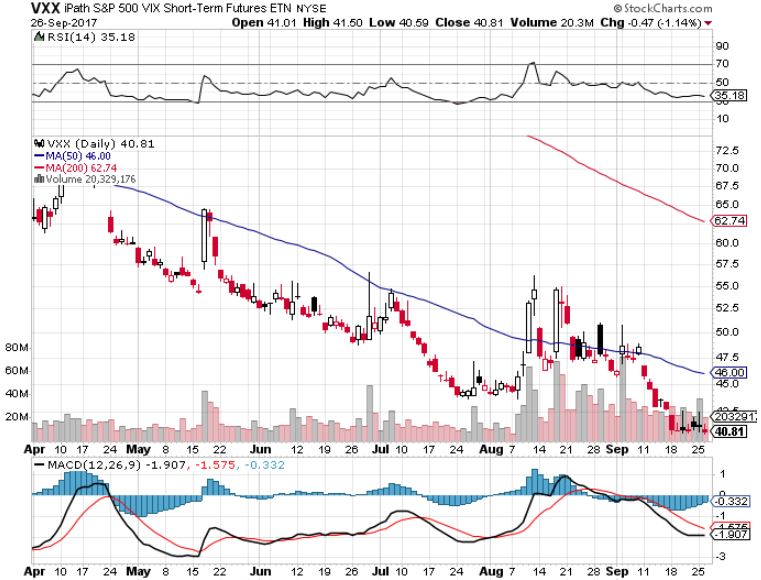 VXX iPath S&P 500 VIX Short-Term Futures ETN NYSE © StockCharts.com
26-Sep-2017 Open 41.01 High 41.50 Low 40.59 Close 40.81 Volume 20.3M Chg -0.47 (-1.14%)
RSI(14) 35.18
90
70
50
35.18
30
10
VXX (Daily) 40.81
MA(50) 46.00
MA(200) 62.74
Volume 20,329,176
72.5
70.0
67.5
65.0
62.74
60.0
57.5
55.0
52.5
50.0
47.5
46.00
45.0
42.5
2032917
40.81
80M
60M
40M
20M
Apr 10 17 24 May 8 15 22 Jun 12 19 26 Jul 10 17 24 Aug 7 14 21 28 Sep 11 18 25
MACD(12,26,9) -1.907, -1.575, -0.332
1
0
-0.332
-1
-1.575
-1.907
-3
Apr 10 17 24 May 8 15 22 Jun 12 19 26 Jul 10 17 24 Aug 7 14 21 28 Sep 11 18 25